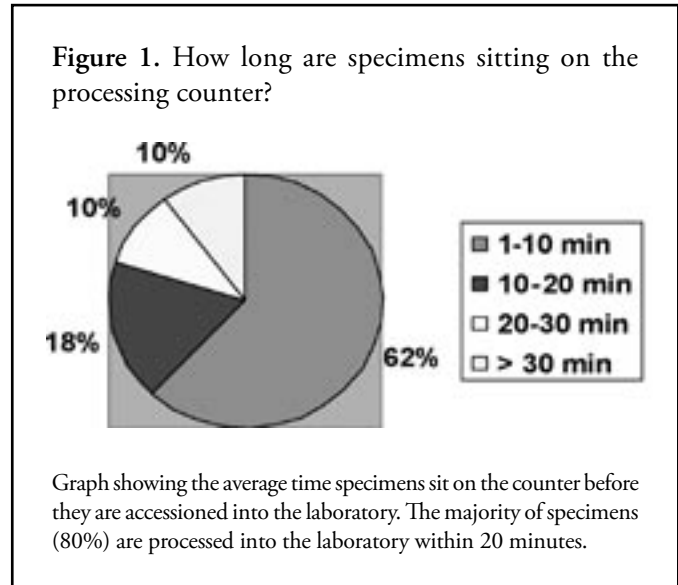 Figure 1. How long are specimens sitting on the
processing counter?
10%
10%
18%
62%
1-10 min
10-20 min
20-30 min
> 30 min
Graph showing the average time specimens sit on the counter before
they are accessioned into the laboratory. The majority of specimens
(80%) are processed into the laboratory within 20 minutes.